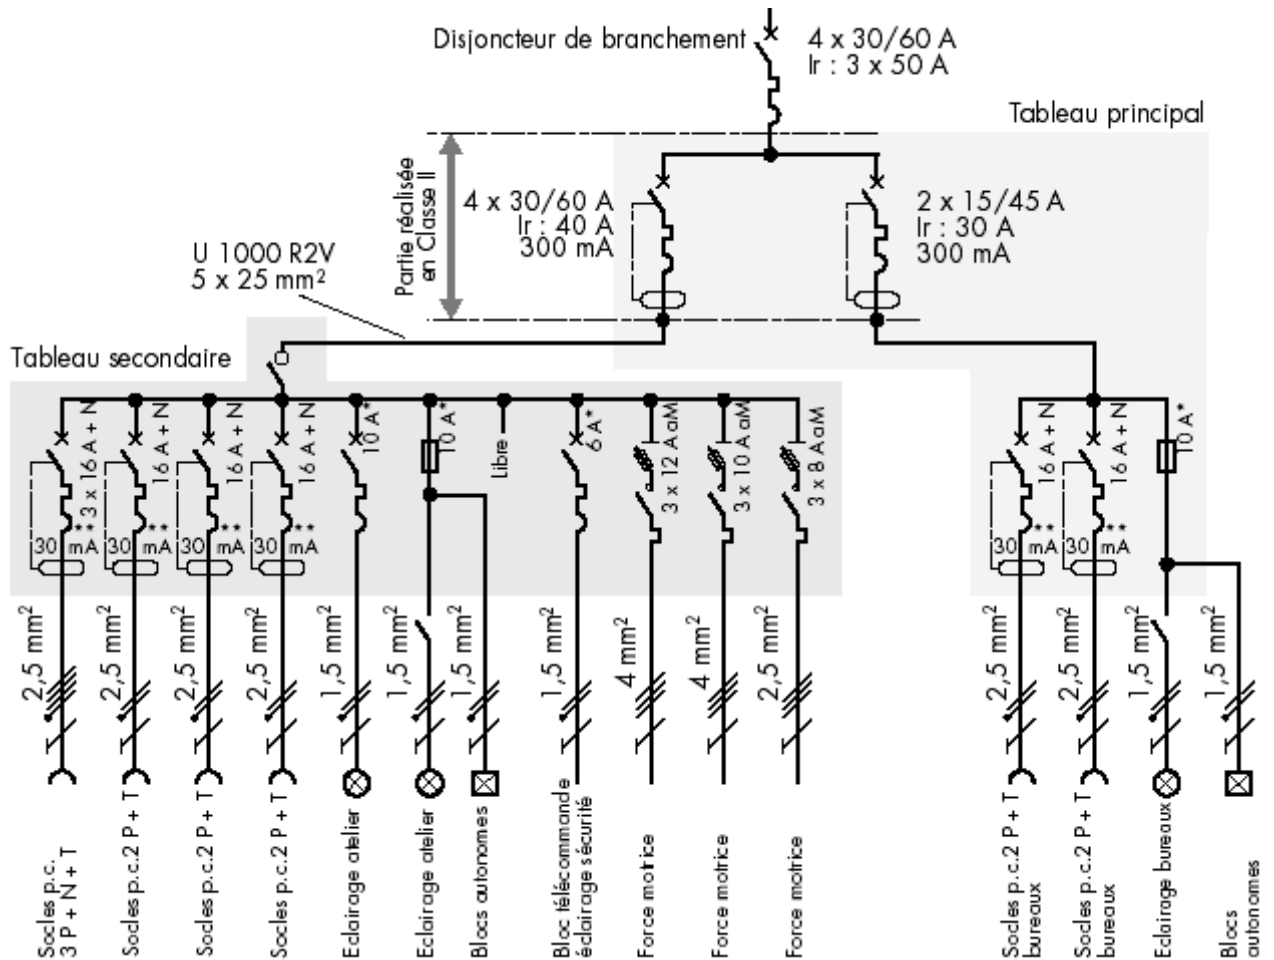 Disjoncteur de branchement
4 x 30/60 A
Ir : 3 x 50 A
Tableau principal
Partie réalisée
en Classe II
4 x 30/60 A
Ir : 40 A
300 mA
2 x 15/45 A
Ir : 30 A
300 mA
U 1000 R2V
5 x 25 mm²
Tableau secondaire
3 x 16 A + N
16 A + N
16 A + N
16 A + N
10 A*
10 A*
Libre
6 A*
3 x 12 A aM
3 x 10 A aM
3 x 8 A aM
16 A + N
16 A + N
10 A*
30 mA**
30 mA**
30 mA**
30 mA**
30 mA**
30 mA**
2,5 mm²
2,5 mm²
2,5 mm²
2,5 mm²
1,5 mm²
1,5 mm²
1,5 mm²
1,5 mm²
4 mm²
4 mm²
2,5 mm²
2,5 mm²
2,5 mm²
1,5 mm²
1,5 mm²
Socles p.c.
3 P + N + T
Socles p.c.2 P + T
Socles p.c.2 P + T
Socles p.c.2 P + T
Eclairage atelier
Eclairage atelier
Blocs autonomes
Bloc télécommande
éclairage sécurité
Force motrice
Force motrice
Force motrice
Socles p.c.2 P + T
bureaux
Socles p.c.2 P + T
bureaux
Eclairage bureaux
Blocs
autonomes